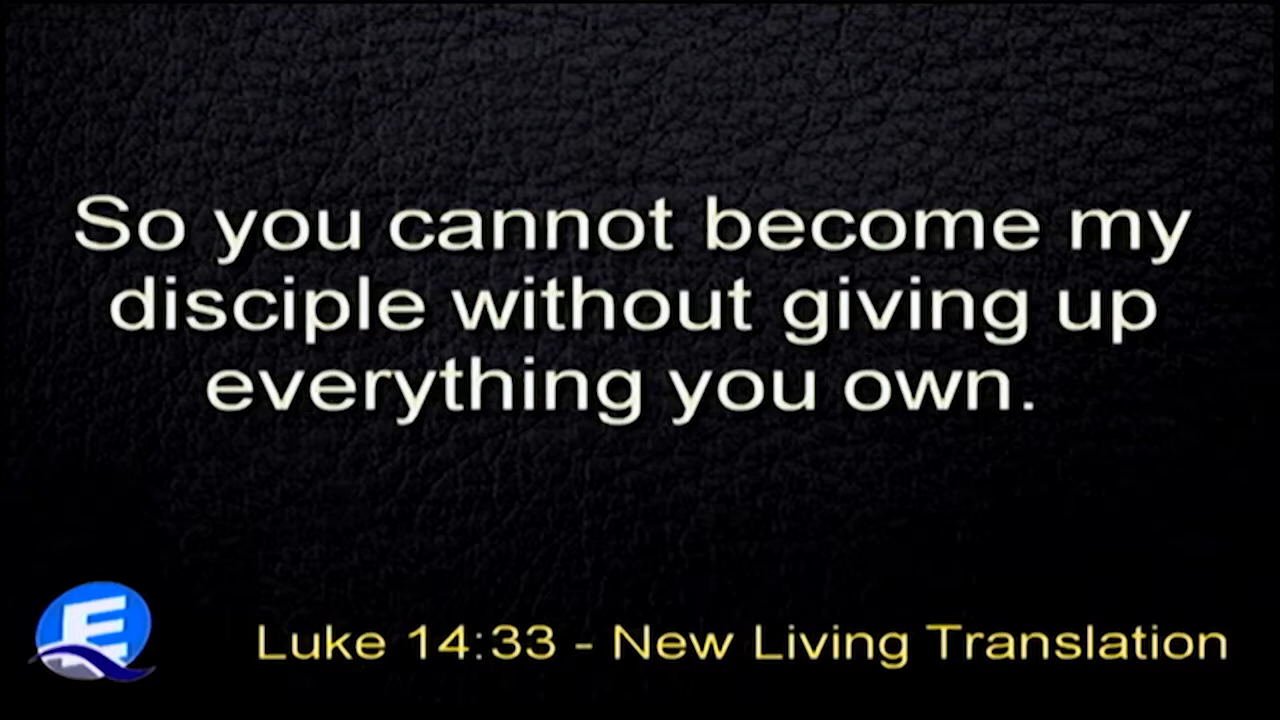 So you cannot become my
disciple without giving up
everything you own.
E
Luke 14:33 - New Living Translation